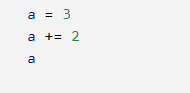 a = 3
a += 2
a